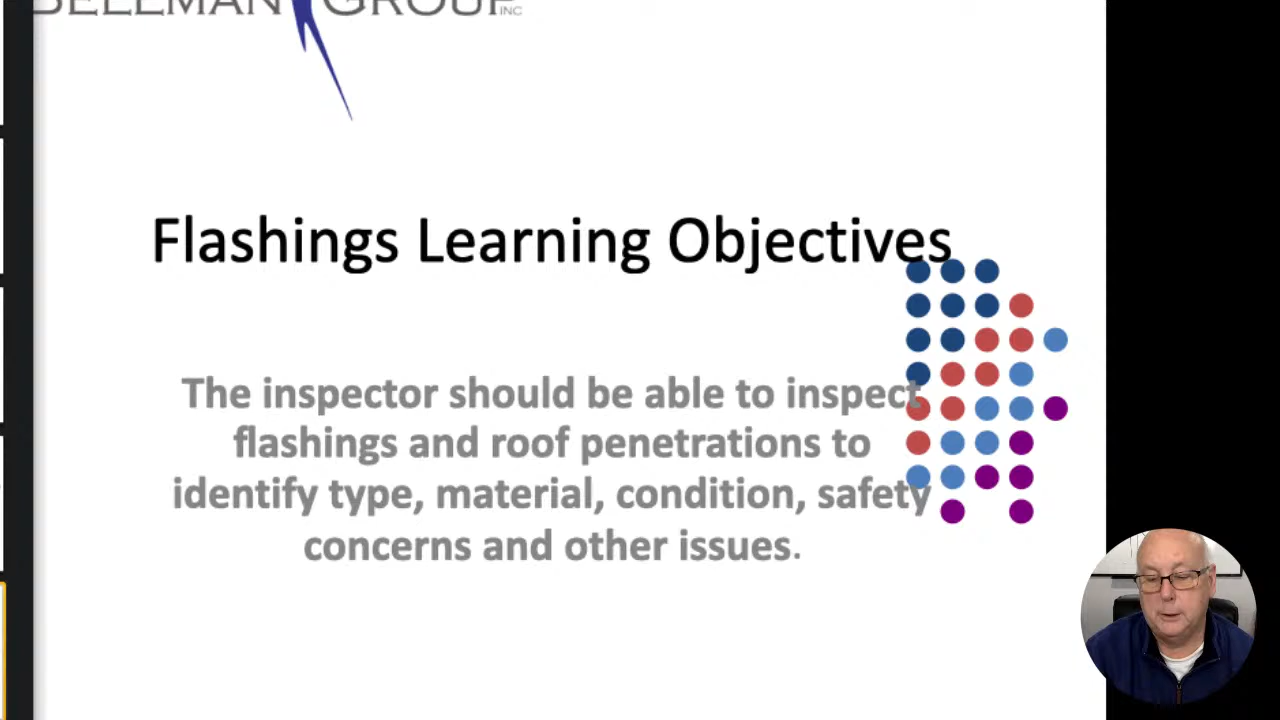 BELLMAN GROUP INC
Flashings Learning Objectives
The inspector should be able to inspect
flashings and roof penetrations to
identify type, material, condition, safety
concerns and other issues.